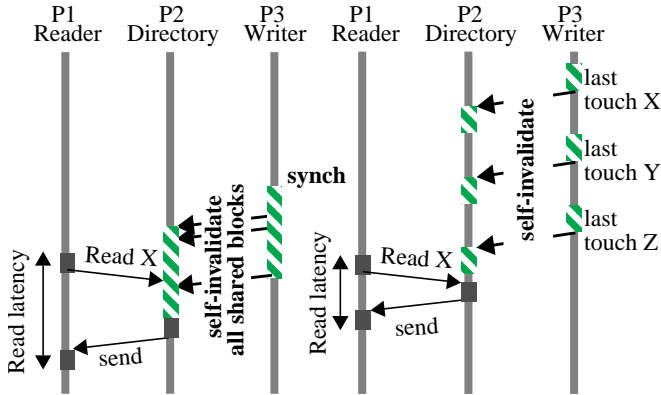 P1
Reader
P2
Directory
P3
Writer
synch
self-invalidate
all shared blocks
Read X
Read latency
send
P1
Reader
P2
Directory
P3
Writer
last
touch X
last
touch Y
last
touch Z
self-invalidate
Read X
Read latency
send